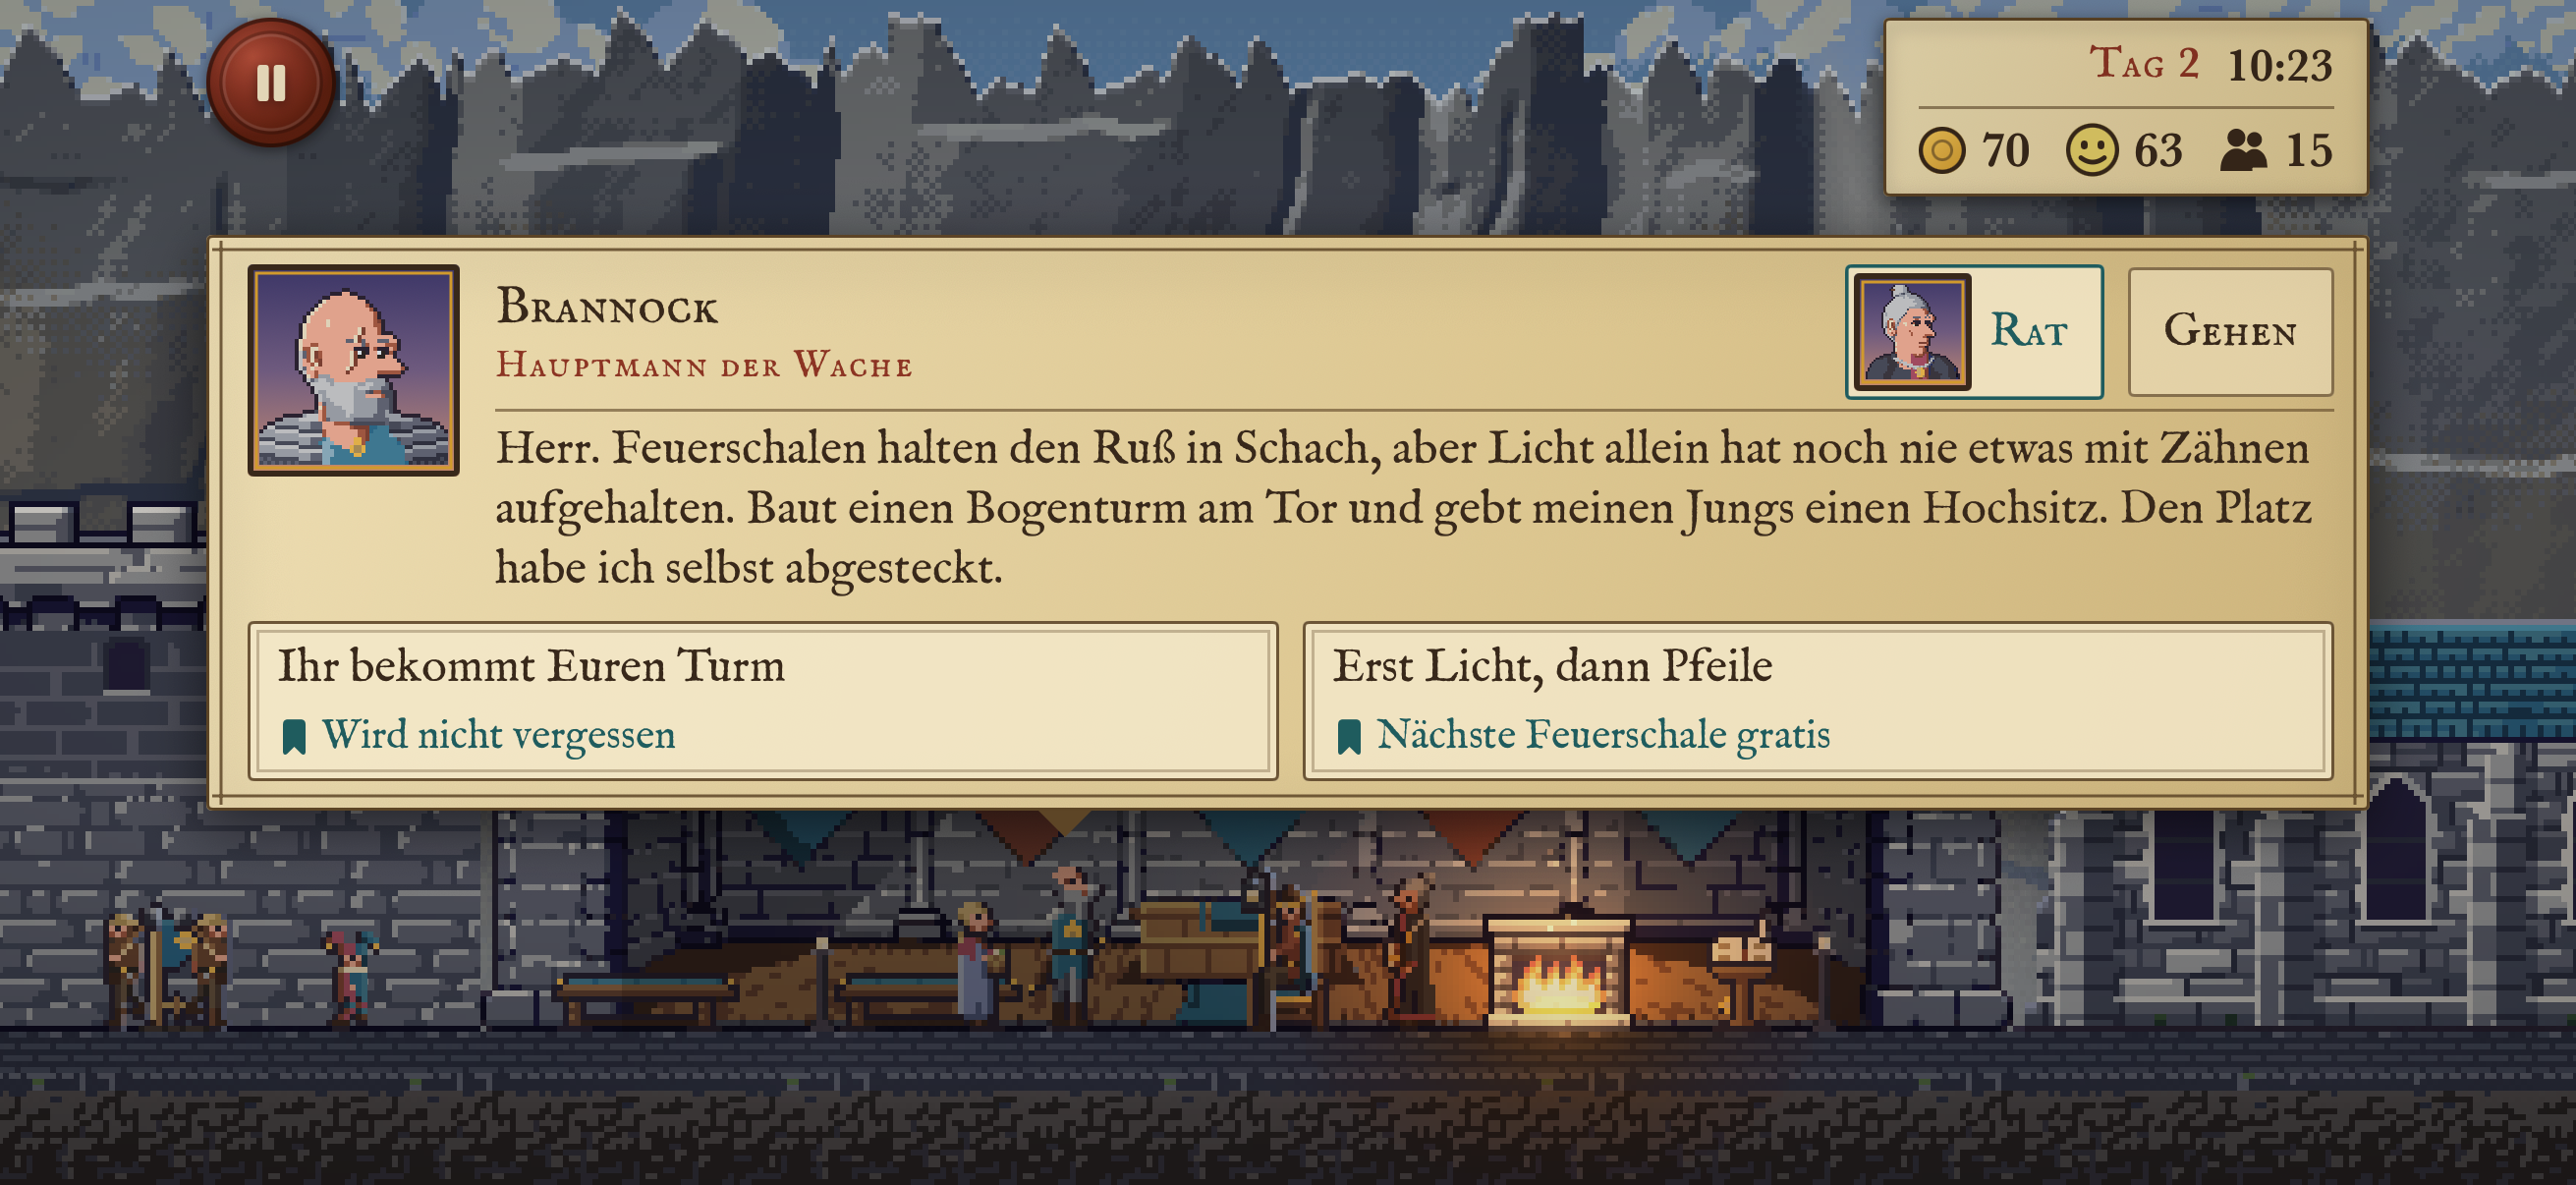 Tag 2 10:23
70 63 15
Brannock
Hauptmann der Wache
Rat
Gehen
Herr. Feuerschalen halten den Ruß in Schach, aber Licht allein hat noch nie etwas mit Zähnen
aufgehalten. Baut einen Bogenturm am Tor und gebt meinen Jungs einen Hochsitz. Den Platz
habe ich selbst abgesteckt.
Ihr bekommt Euren Turm
Wird nicht vergessen
Erst Licht, dann Pfeile
Nächste Feuerschale gratis